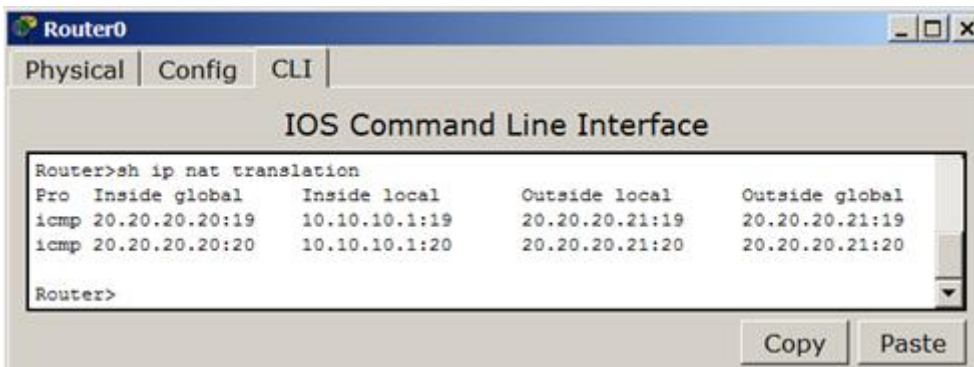 Router0
Physical Config CLI
IOS Command Line Interface
Router>sh ip nat translation
Pro Inside global Inside local Outside local Outside global
icmp 20.20.20.20:19 10.10.10.1:19 20.20.20.21:19 20.20.20.21:19
icmp 20.20.20.20:20 10.10.10.1:20 20.20.20.21:20 20.20.20.21:20
Router>
Copy Paste